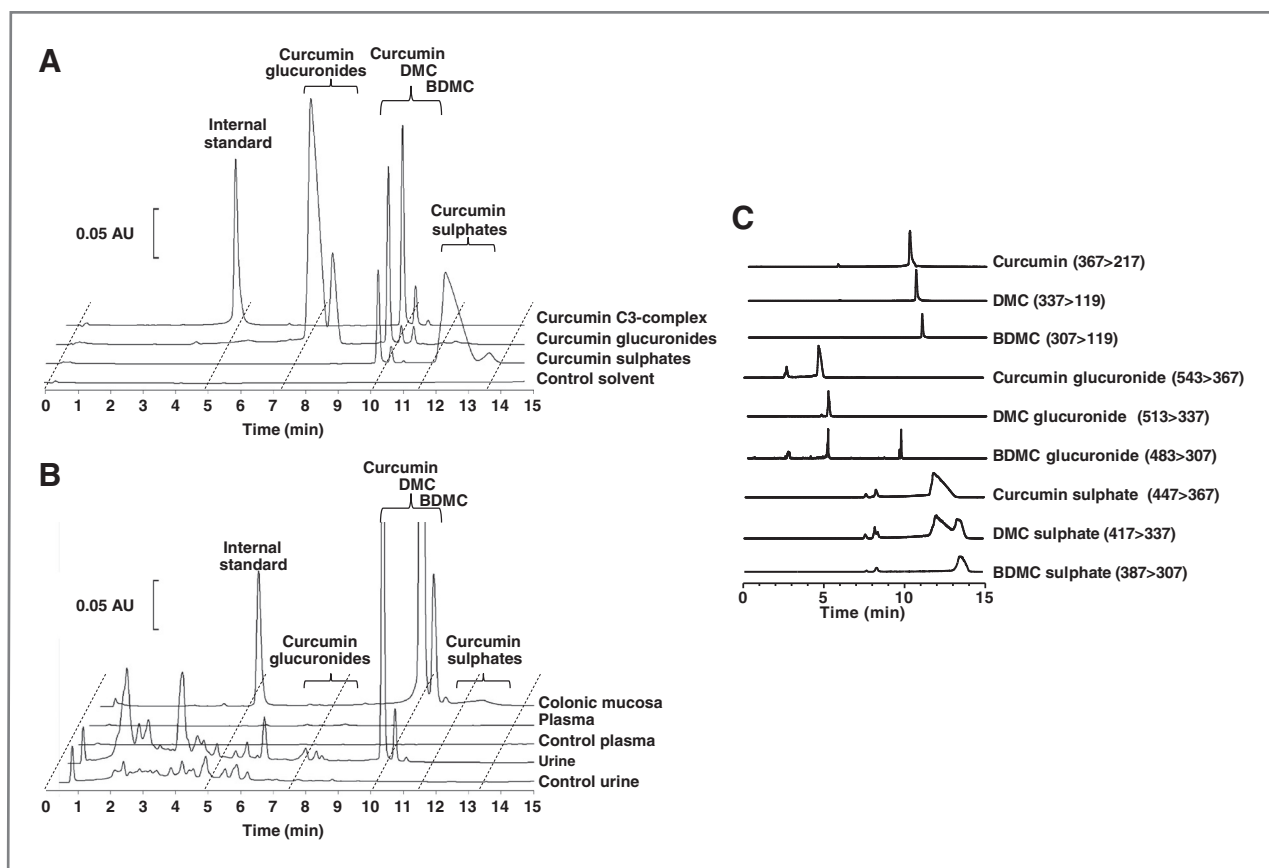 A
Curcumin
glucuronides
Curcumin
DMC
BDMC
Internal
standard
Curcumin
sulphates
0.05 AU
Curcumin C3-complex
Curcumin glucuronides
Curcumin sulphates
Control solvent
0 1 2 3 4 5 6 7 8 9 10 11 12 13 14 15
Time (min)
B
Curcumin
DMC
BDMC
Internal
standard
0.05 AU
Curcumin
glucuronides
Curcumin
sulphates
Colonic mucosa
Plasma
Control plasma
Urine
Control urine
0 1 2 3 4 5 6 7 8 9 10 11 12 13 14 15
Time (min)
C
Curcumin (367>217)
DMC (337>119)
BDMC (307>119)
Curcumin glucuronide (543>367)
DMC glucuronide (513>337)
BDMC glucuronide (483>307)
Curcumin sulphate (447>367)
DMC sulphate (417>337)
BDMC sulphate (387>307)
0 5 10 15
Time (min)